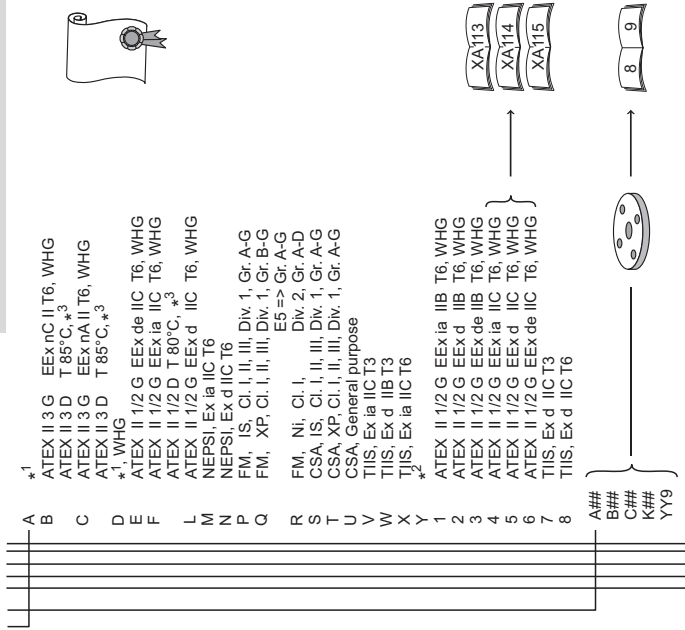 A *1
B ATEX II 3 G EEx nC II T6, WHG
ATEX II 3 D T 85°C, *3
C ATEX II 3 G EEx nA II T6, WHG
ATEX II 3 D T 85°C, *3
D *1, WHG
E ATEX II 1/2 G EEx de IIC T6, WHG
F ATEX II 1/2 G EEx ia IIC T6, WHG
ATEX II 1/2 D T 80°C, *3
L ATEX II 1/2 G EEx d IIC T6, WHG
M NEPSI, Ex ia IIC T6
N NEPSI, Ex d IIC T6
P FM, IS, Cl. I, II, III, Div. 1, Gr. A-G
Q FM, XP, Cl. I, II, III, Div. 1, Gr. B-G
E5 => Gr. A-G
R FM, Ni, Cl. I, Div. 2, Gr. A-D
S CSA, IS, Cl. I, II, III, Div. 1, Gr. A-G
T CSA, XP, Cl. I, II, III, Div. 1, Gr. A-G
U CSA, General purpose
V TIIS, Ex ia IIC T3
W TIIS, Ex d IIB T3
X TIIS, Ex ia IIC T6
Y *2
1 ATEX II 1/2 G EEx ia IIB T6, WHG
2 ATEX II 1/2 G EEx d IIB T6, WHG
3 ATEX II 1/2 G EEx de IIB T6, WHG
4 ATEX II 1/2 G EEx ia IIC T6, WHG
5 ATEX II 1/2 G EEx d IIC T6, WHG
6 ATEX II 1/2 G EEx de IIC T6, WHG
7 TIIS, Ex d IIC T3
8 TIIS, Ex d IIC T6
XA113
XA114
XA115
A##
B##
C##
K##
YY9
8 9